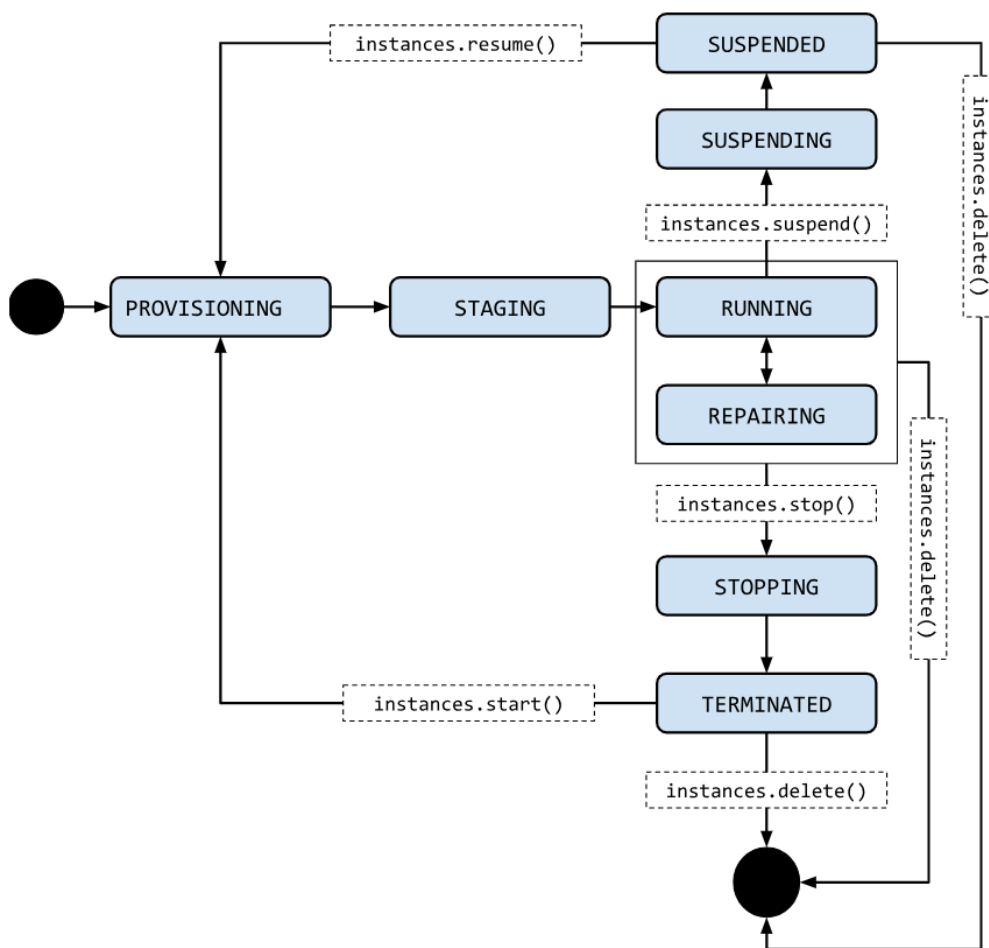 SUSPENDED
instances.resume()
SUSPENDING
instances.delete()
instances.suspend()
PROVISIONING
STAGING
RUNNING
REPAIRING
instances.stop()
instances.delete()
STOPPING
instances.start()
TERMINATED
instances.delete()